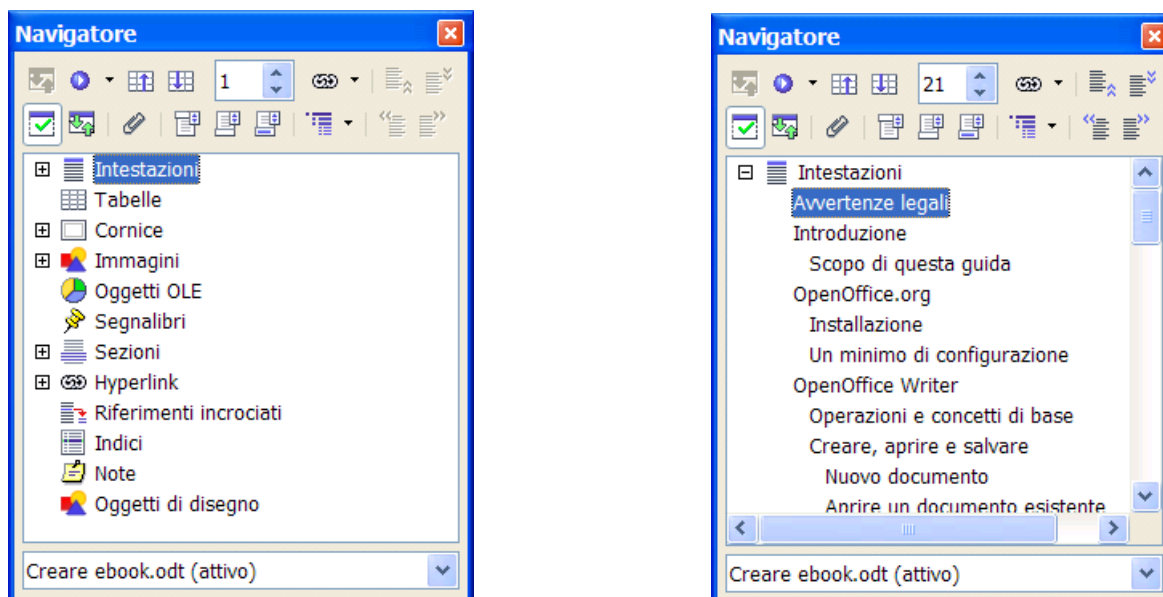 Navigatore
1
Intestazioni
Tabelle
Cornice
Immagini
Oggetti OLE
Segnalibri
Sezioni
Hyperlink
Riferimenti incrociati
Indici
Note
Oggetti di disegno
Creare ebook.odt (attivo)
Navigatore
21
Intestazioni
Avvertenze legali
Introduzione
Scopo di questa guida
OpenOffice.org
Installazione
Un minimo di configurazione
OpenOffice Writer
Operazioni e concetti di base
Creare, aprire e salvare
Nuovo documento
Aprire un documento esistente
Creare ebook.odt (attivo)